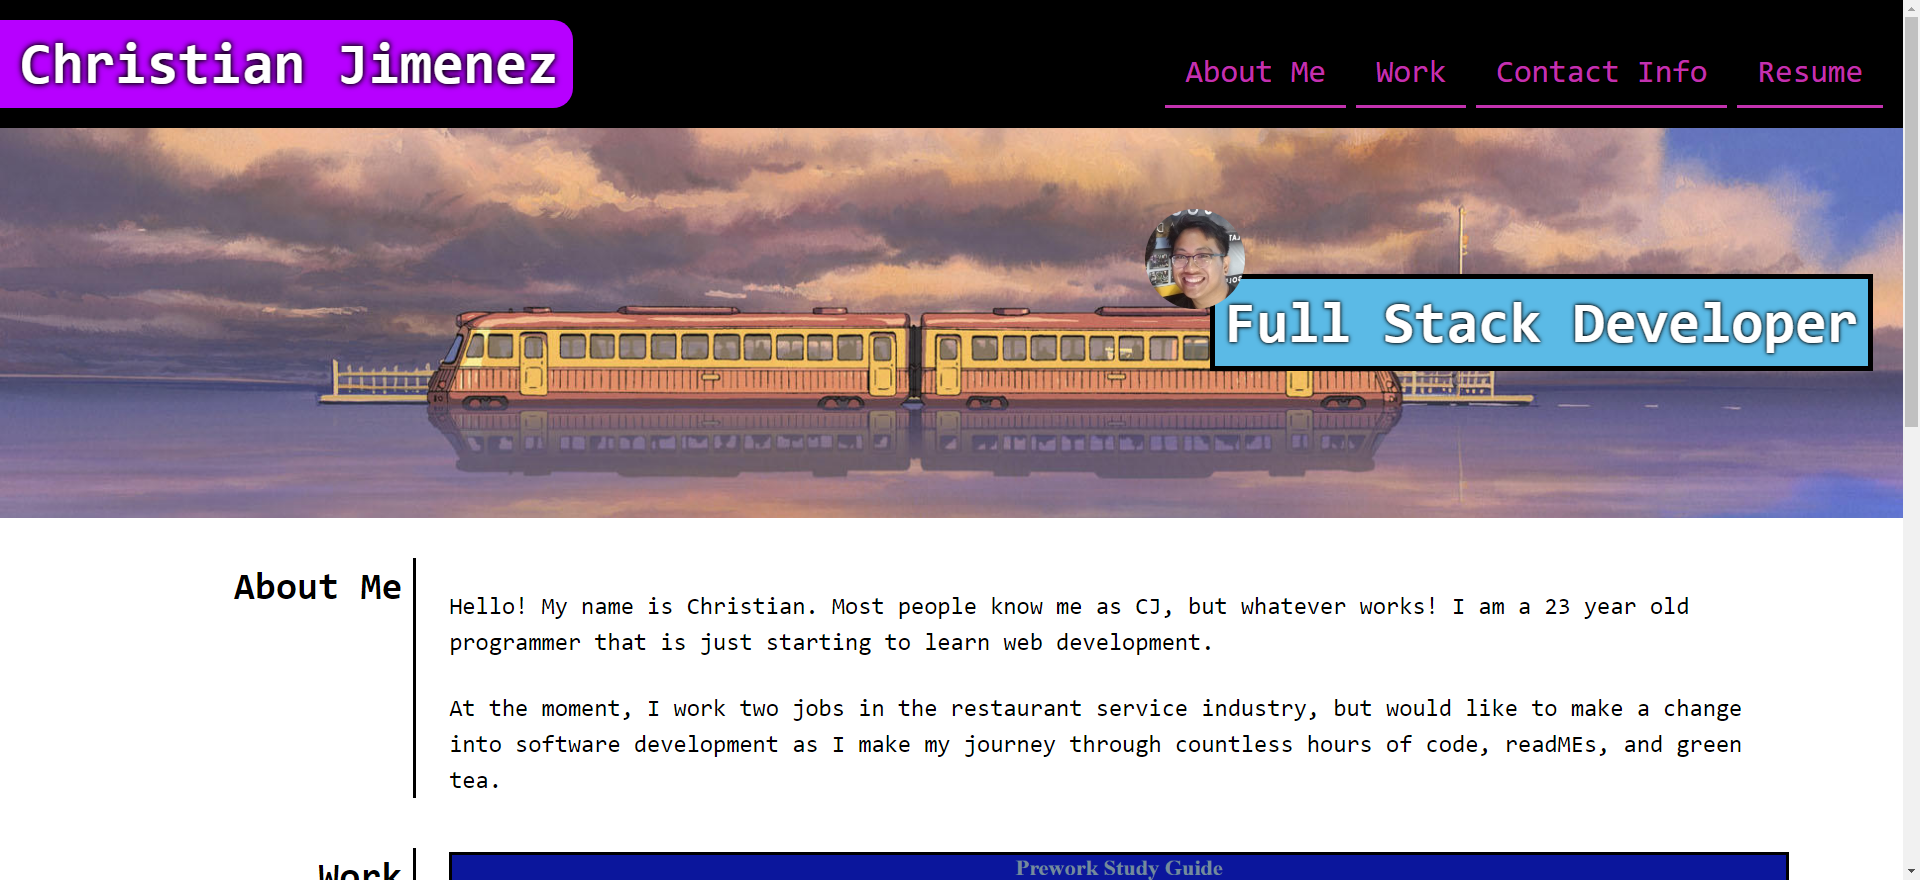 Christian Jimenez
About Me
Work
Contact Info
Resume
Full Stack Developer
About Me
Hello! My name is Christian. Most people know me as CJ, but whatever works! I am a 23 year old
programmer that is just starting to learn web development.
At the moment, I work two jobs in the restaurant service industry, but would like to make a change
into software development as I make my journey through countless hours of code, readMEs, and green
tea.
Work
Prework Study Guide